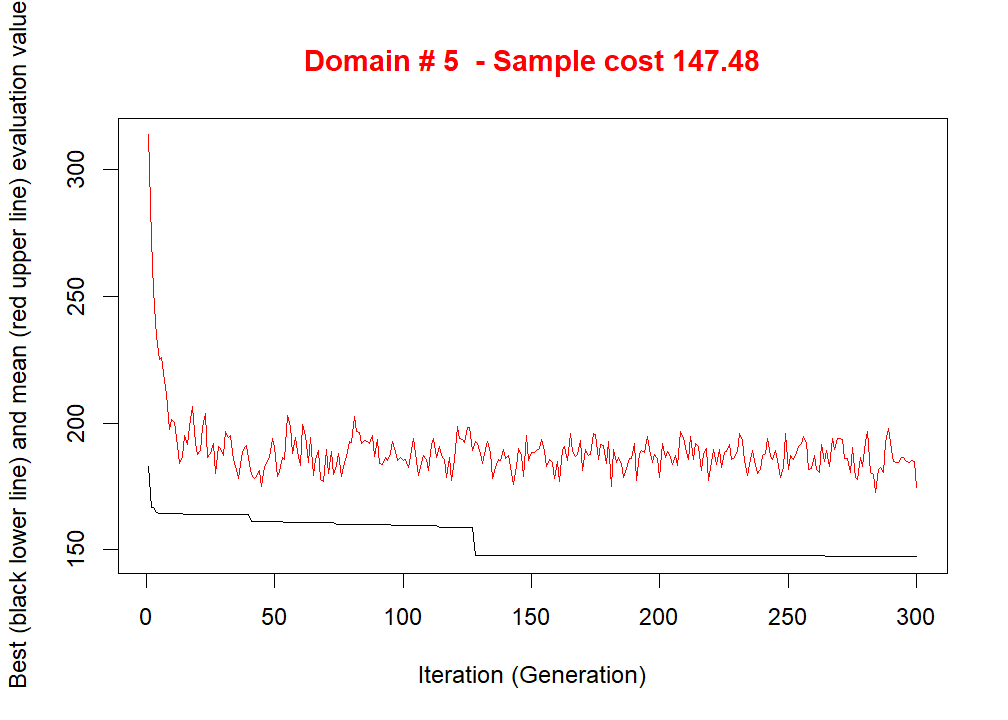 Domain # 5  - Sample cost 147.48
Best (black lower line) and mean (red upper line) evaluation value
300
250
200
150
0 50 100 150 200 250 300
Iteration (Generation)